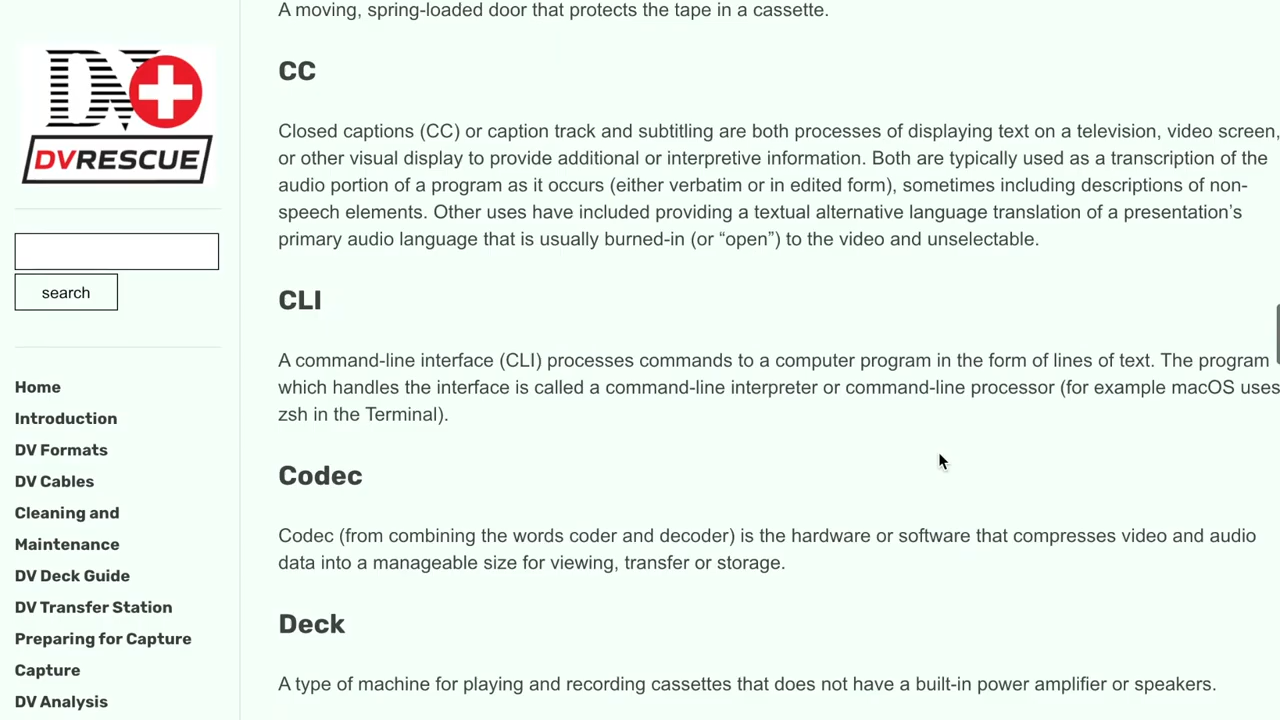 DV
DVRESCUE
search
Home
Introduction
DV Formats
DV Cables
Cleaning and
Maintenance
DV Deck Guide
DV Transfer Station
Preparing for Capture
Capture
DV Analysis
A moving, spring-loaded door that protects the tape in a cassette.
CC
Closed captions (CC) or caption track and subtitling are both processes of displaying text on a television, video screen,
or other visual display to provide additional or interpretive information. Both are typically used as a transcription of the
audio portion of a program as it occurs (either verbatim or in edited form), sometimes including descriptions of non-
speech elements. Other uses have included providing a textual alternative language translation of a presentation’s
primary audio language that is usually burned-in (or “open”) to the video and unselectable.
CLI
A command-line interface (CLI) processes commands to a computer program in the form of lines of text. The program
which handles the interface is called a command-line interpreter or command-line processor (for example macOS uses
zsh in the Terminal).
Codec
Codec (from combining the words coder and decoder) is the hardware or software that compresses video and audio
data into a manageable size for viewing, transfer or storage.
Deck
A type of machine for playing and recording cassettes that does not have a built-in power amplifier or speakers.